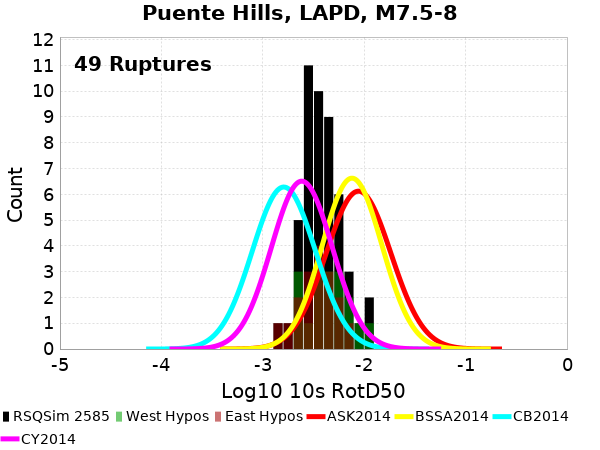 Puente Hills, LAPD, M7.5-8
49 Ruptures
Count
12
11
10
9
8
7
6
5
4
3
2
1
0
-5 -4 -3 -2 -1 0
Log10 10s RotD50
RSQSim 2585 West Hypos East Hypos ASK2014 BSSA2014 CB2014
CY2014